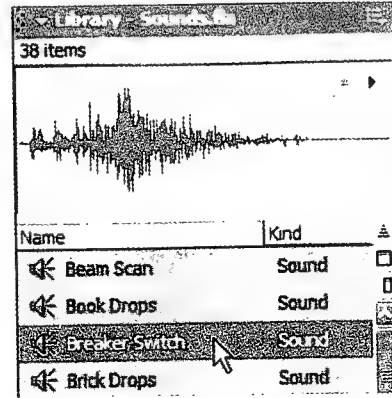 Library - Sounds.fla
38 items
Name Kind
Beam Scan Sound
Book Drops Sound
Breaker Switch Sound
Brick Drops Sound